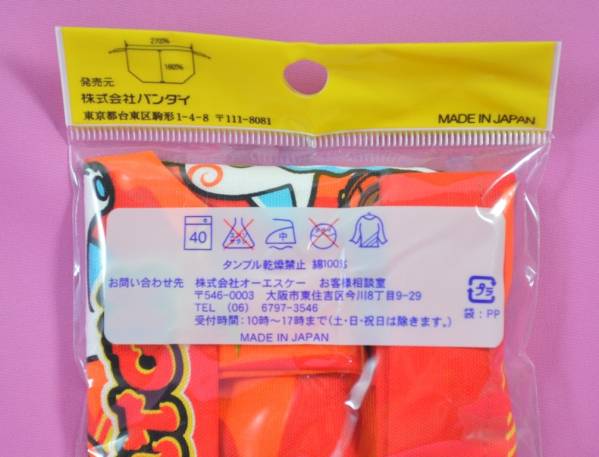 270%
160%
発売元
株式会社バンダイ
東京都台東区駒形1-4-8 〒111-8081
MADE IN JAPAN
40
エンソサラシ
中
タンブル乾燥禁止 綿100%
お問い合わせ先 株式会社オーエスケー お客様相談室
〒546-0003 大阪市東住吉区今川8丁目9-29
TEL (06) 6797-3546
受付時間:10時〜17時まで(土・日・祝日は除きます。)
MADE IN JAPAN
プラ
袋:PP